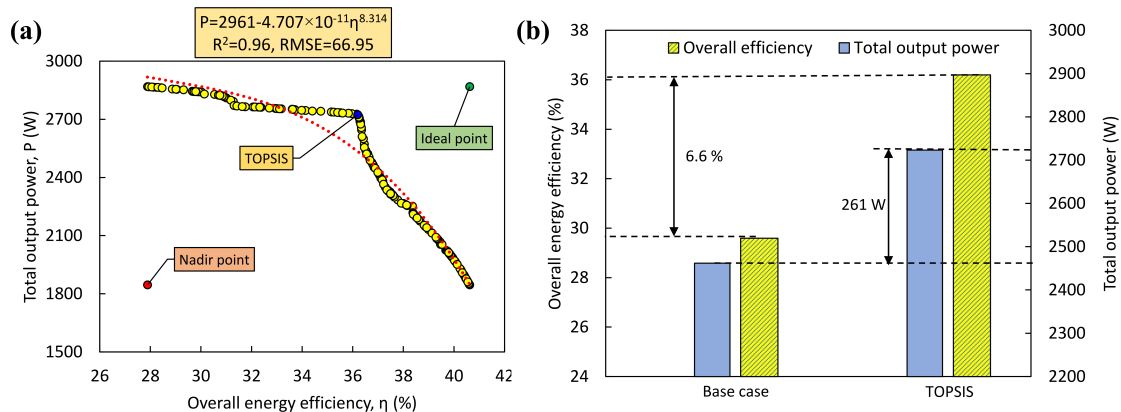 (a)
P=2961-4.707×10⁻¹¹η⁸·³¹⁴
R²=0.96, RMSE=66.95
3000
2700
2400
2100
1800
1500
Total output power, P (W)
Ideal point
TOPSIS
Nadir point
26 28 30 32 34 36 38 40 42
Overall energy efficiency, η (%)
(b)
Overall efficiency Total output power
38
36
34
32
30
28
26
24
Overall energy efficiency (%)
6.6 %
261 W
3000
2900
2800
2700
2600
2500
2400
2300
2200
Total output power (W)
Base case TOPSIS